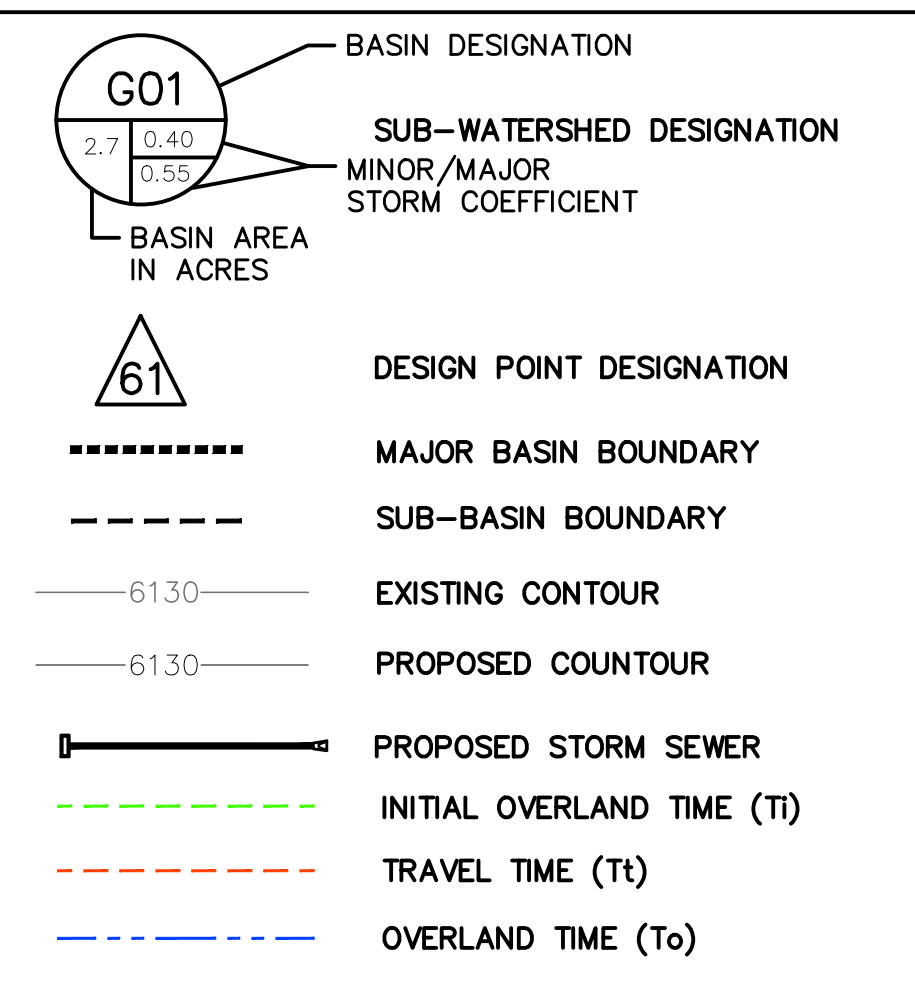 BASIN DESIGNATION
G01
2.7
0.40
0.55
SUB-WATERSHED DESIGNATION
MINOR/MAJOR
STORM COEFFICIENT
BASIN AREA
IN ACRES
61
DESIGN POINT DESIGNATION
MAJOR BASIN BOUNDARY
SUB-BASIN BOUNDARY
6130
EXISTING CONTOUR
6130
PROPOSED COUNTOUR
PROPOSED STORM SEWER
INITIAL OVERLAND TIME (Ti)
TRAVEL TIME (Tt)
OVERLAND TIME (To)